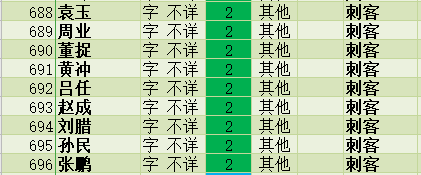 688 袁玉 字 不详 2 其他 刺客
689 周业 字 不详 2 其他 刺客
690 董捉 字 不详 2 其他 刺客
691 黄冲 字 不详 2 其他 刺客
692 吕任 字 不详 2 其他 刺客
693 赵成 字 不详 2 其他 刺客
694 刘腊 字 不详 2 其他 刺客
695 孙民 字 不详 2 其他 刺客
696 张鹏 字 不详 2 其他 刺客